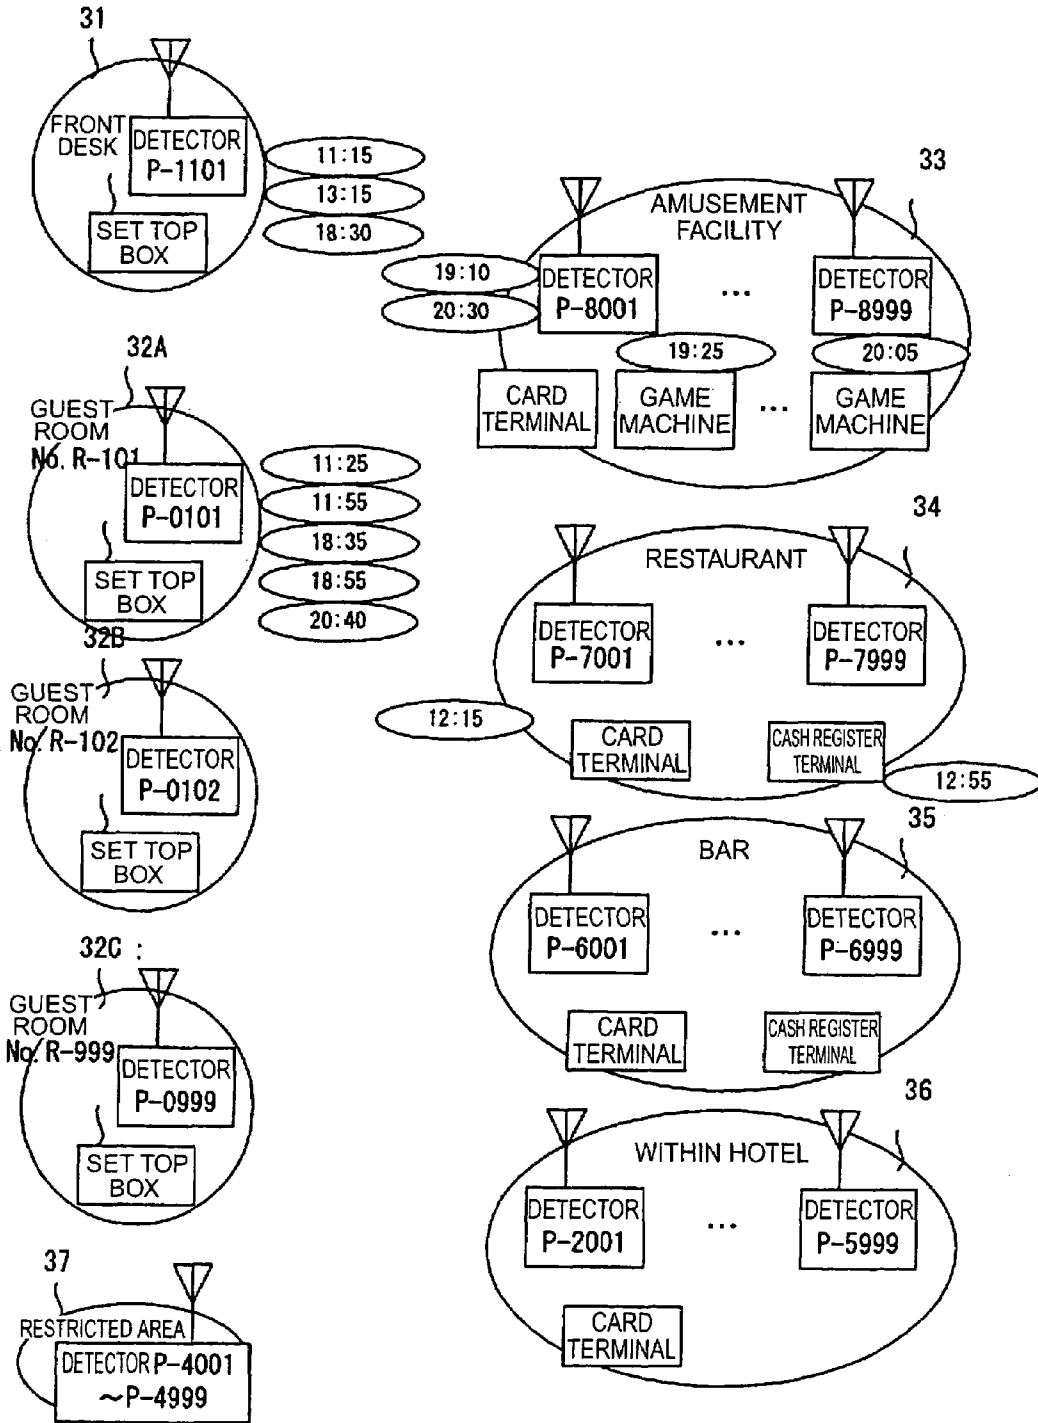 31
FRONT
DESK
DETECTOR
P-1101
SET TOP
BOX
11:15
13:15
18:30
32A
GUEST
ROOM
No. R-101
DETECTOR
P-0101
SET TOP
BOX
11:25
11:55
18:35
18:55
20:40
32B
GUEST
ROOM
No. R-102
DETECTOR
P-0102
SET TOP
BOX
32C :
GUEST
ROOM
No. R-999
DETECTOR
P-0999
SET TOP
BOX
37
RESTRICTED AREA
DETECTOR P-4001
~P-4999
33
AMUSEMENT
FACILITY
19:10
20:30
DETECTOR
P-8001
...
DETECTOR
P-8999
19:25
20:05
CARD
TERMINAL
GAME
MACHINE
...
GAME
MACHINE
34
RESTAURANT
DETECTOR
P-7001
...
DETECTOR
P-7999
12:15
CARD
TERMINAL
CASH REGISTER
TERMINAL
12:55
35
BAR
DETECTOR
P-6001
...
DETECTOR
P-6999
CARD
TERMINAL
CASH REGISTER
TERMINAL
36
WITHIN HOTEL
DETECTOR
P-2001
...
DETECTOR
P-5999
CARD
TERMINAL